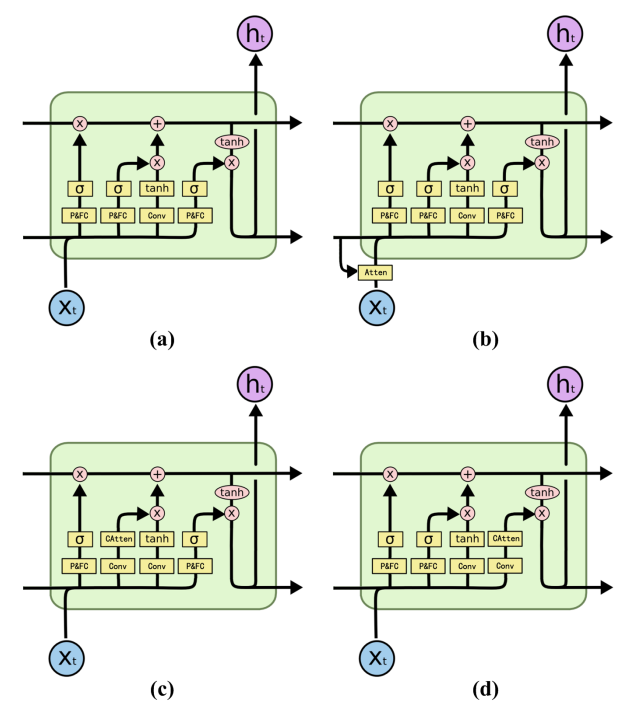 hₜ hₜ
x + x +
tanh tanh
x x x x
σ σ tanh σ σ σ tanh σ
P&FC P&FC Conv P&FC P&FC P&FC Conv P&FC
Atten
Xₜ Xₜ
(a) (b)
hₜ hₜ
x + x +
tanh tanh
x x x x
σ CAtten tanh σ σ σ tanh CAtten
P&FC Conv Conv P&FC P&FC P&FC Conv Conv
Xₜ Xₜ
(c) (d)